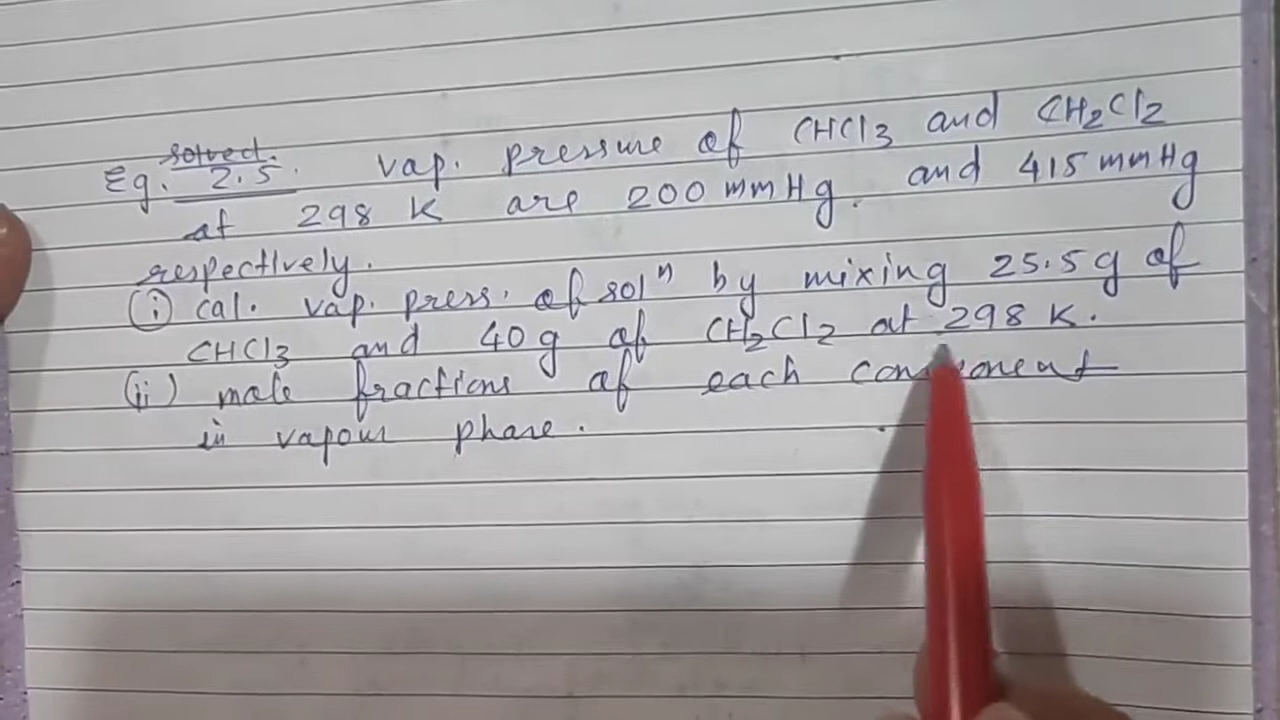 solved.
Eg. 2.5. vap. pressure of CHCl3 and CH2Cl2
at 298 K are 200 mmHg. and 415 mmHg
respectively.
(i) cal. vap. press. of solⁿ by mixing 25.5g of
CHCl3 and 40g of CH2Cl2 at 298 K.
(ii) mole fractions of each component
in vapour phase.